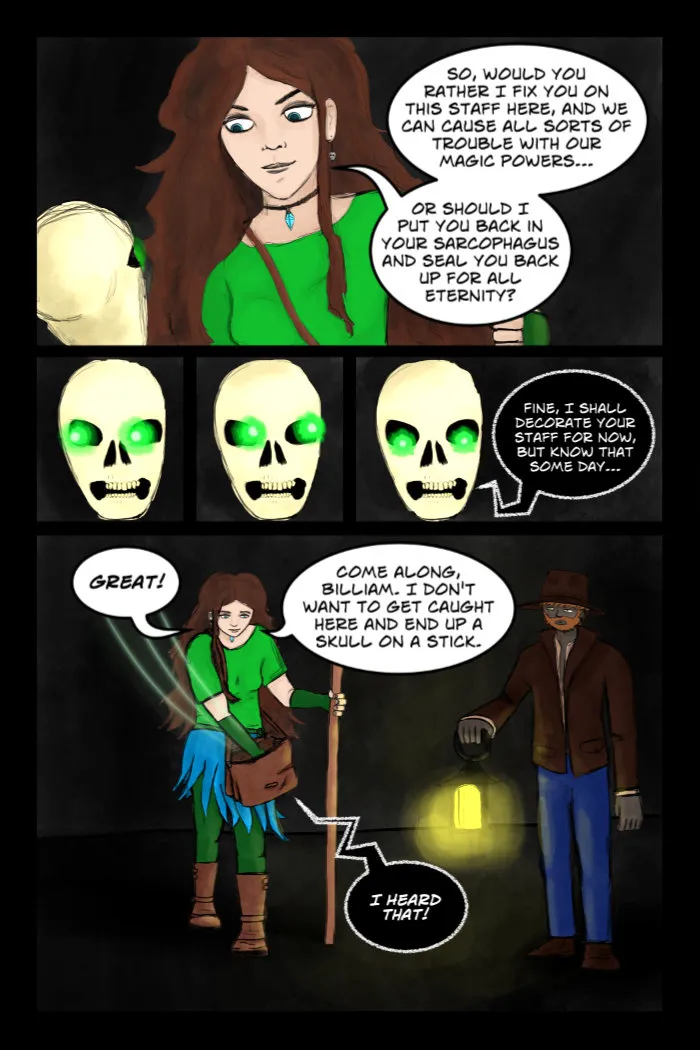 SO, WOULD YOU
RATHER I FIX YOU ON
THIS STAFF HERE, AND WE
CAN CAUSE ALL SORTS OF
TROUBLE WITH OUR
MAGIC POWERS...
OR SHOULD I
PUT YOU BACK IN
YOUR SARCOPHAGUS
AND SEAL YOU BACK
UP FOR ALL
ETERNITY?
FINE, I SHALL
DECORATE YOUR
STAFF FOR NOW,
BUT KNOW THAT
SOME DAY...
GREAT!
COME ALONG,
BILLIAM. I DON'T
WANT TO GET CAUGHT
HERE AND END UP A
SKULL ON A STICK.
I HEARD
THAT!